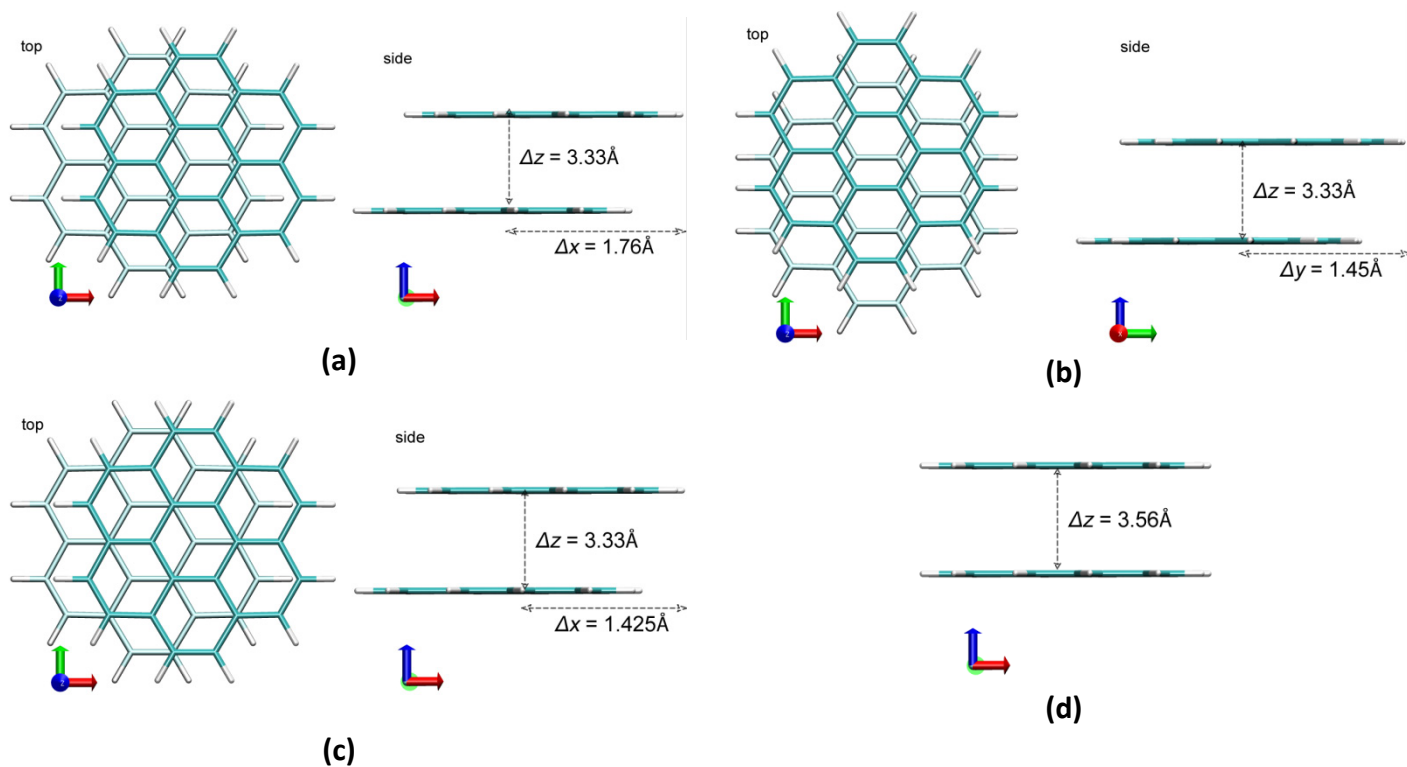 top
side
Δz = 3.33Å
Δx = 1.76Å
z
(a)
top
side
Δz = 3.33Å
Δy = 1.45Å
z
(b)
top
side
Δz = 3.33Å
Δx = 1.425Å
z
(c)
Δz = 3.56Å
(d)